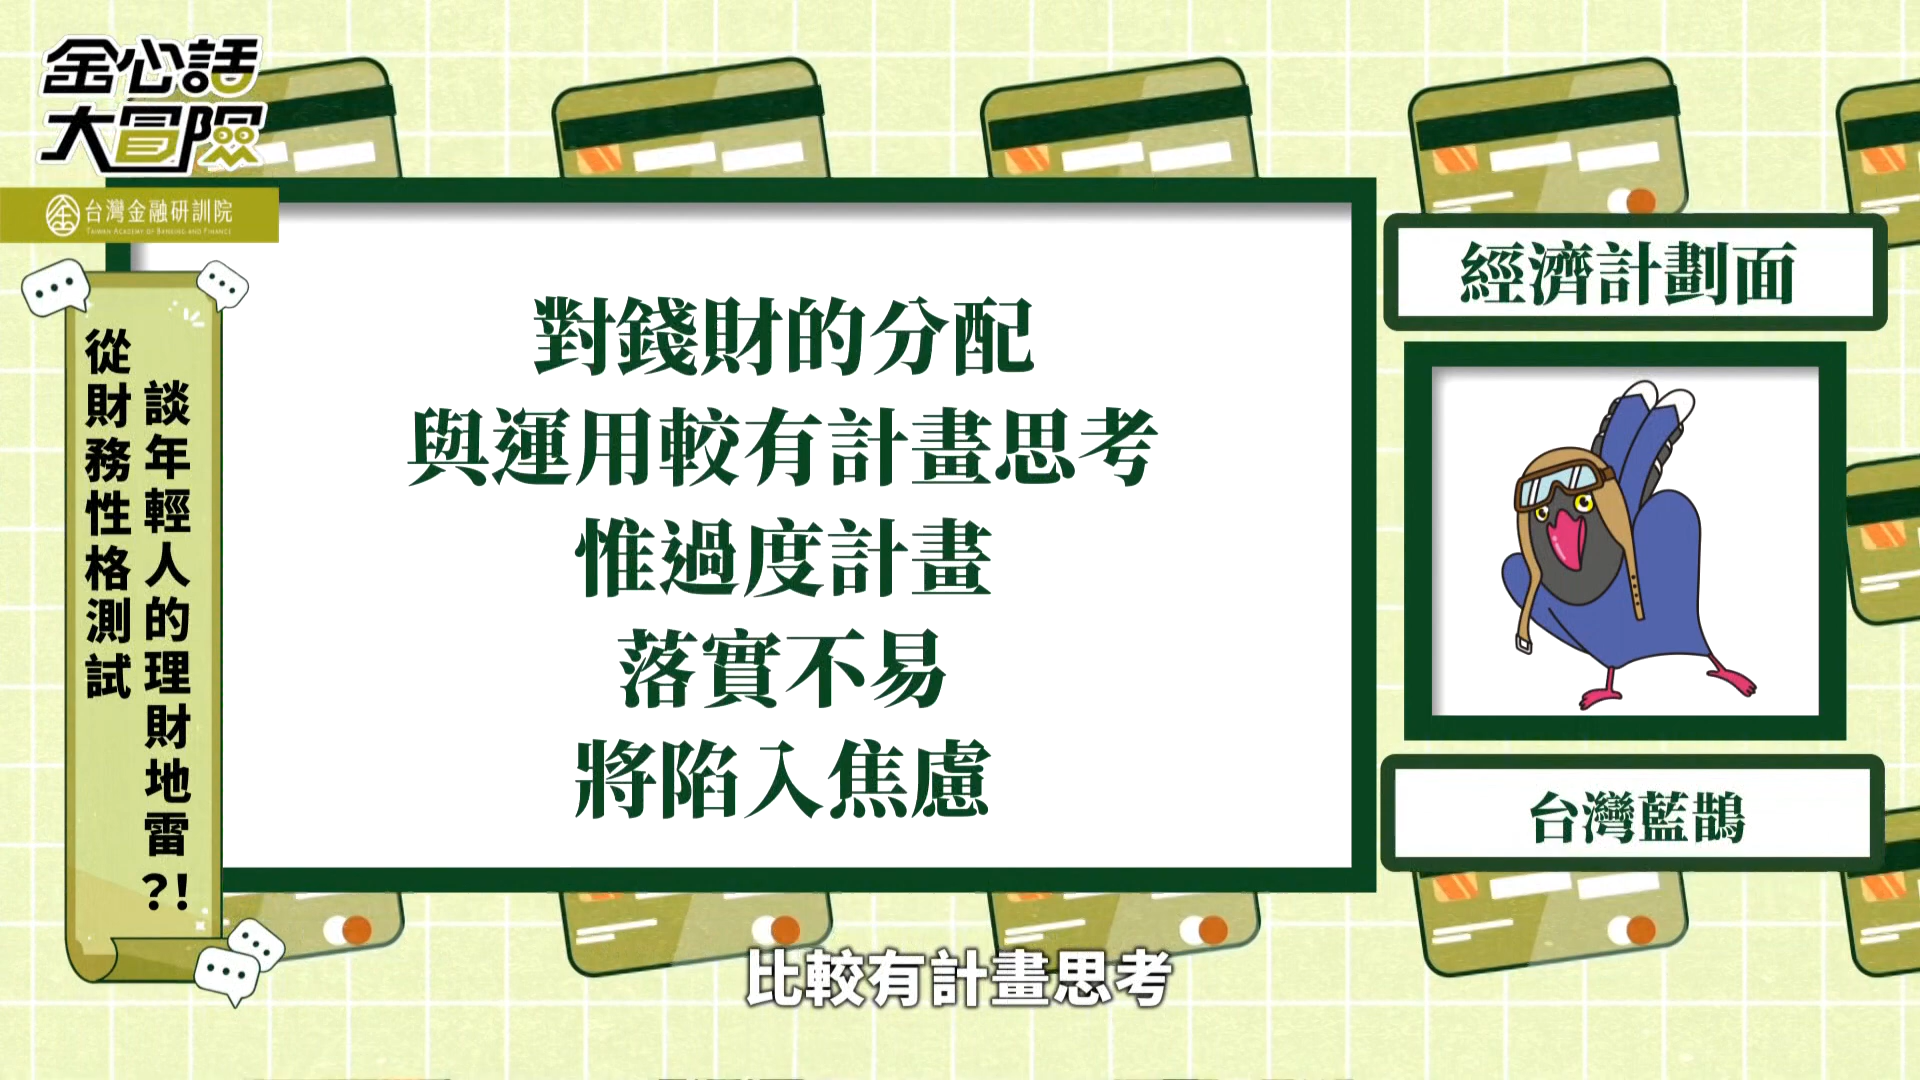 金心話
大冒險
台灣金融研訓院
TAIWAN ACADEMY OF BANKING AND FINANCE
從財務性格測試
談年輕人的理財地雷?!
對錢財的分配
與運用較有計畫思考
惟過度計畫
落實不易
將陷入焦慮
經濟計劃面
台灣藍鵲
比較有計畫思考